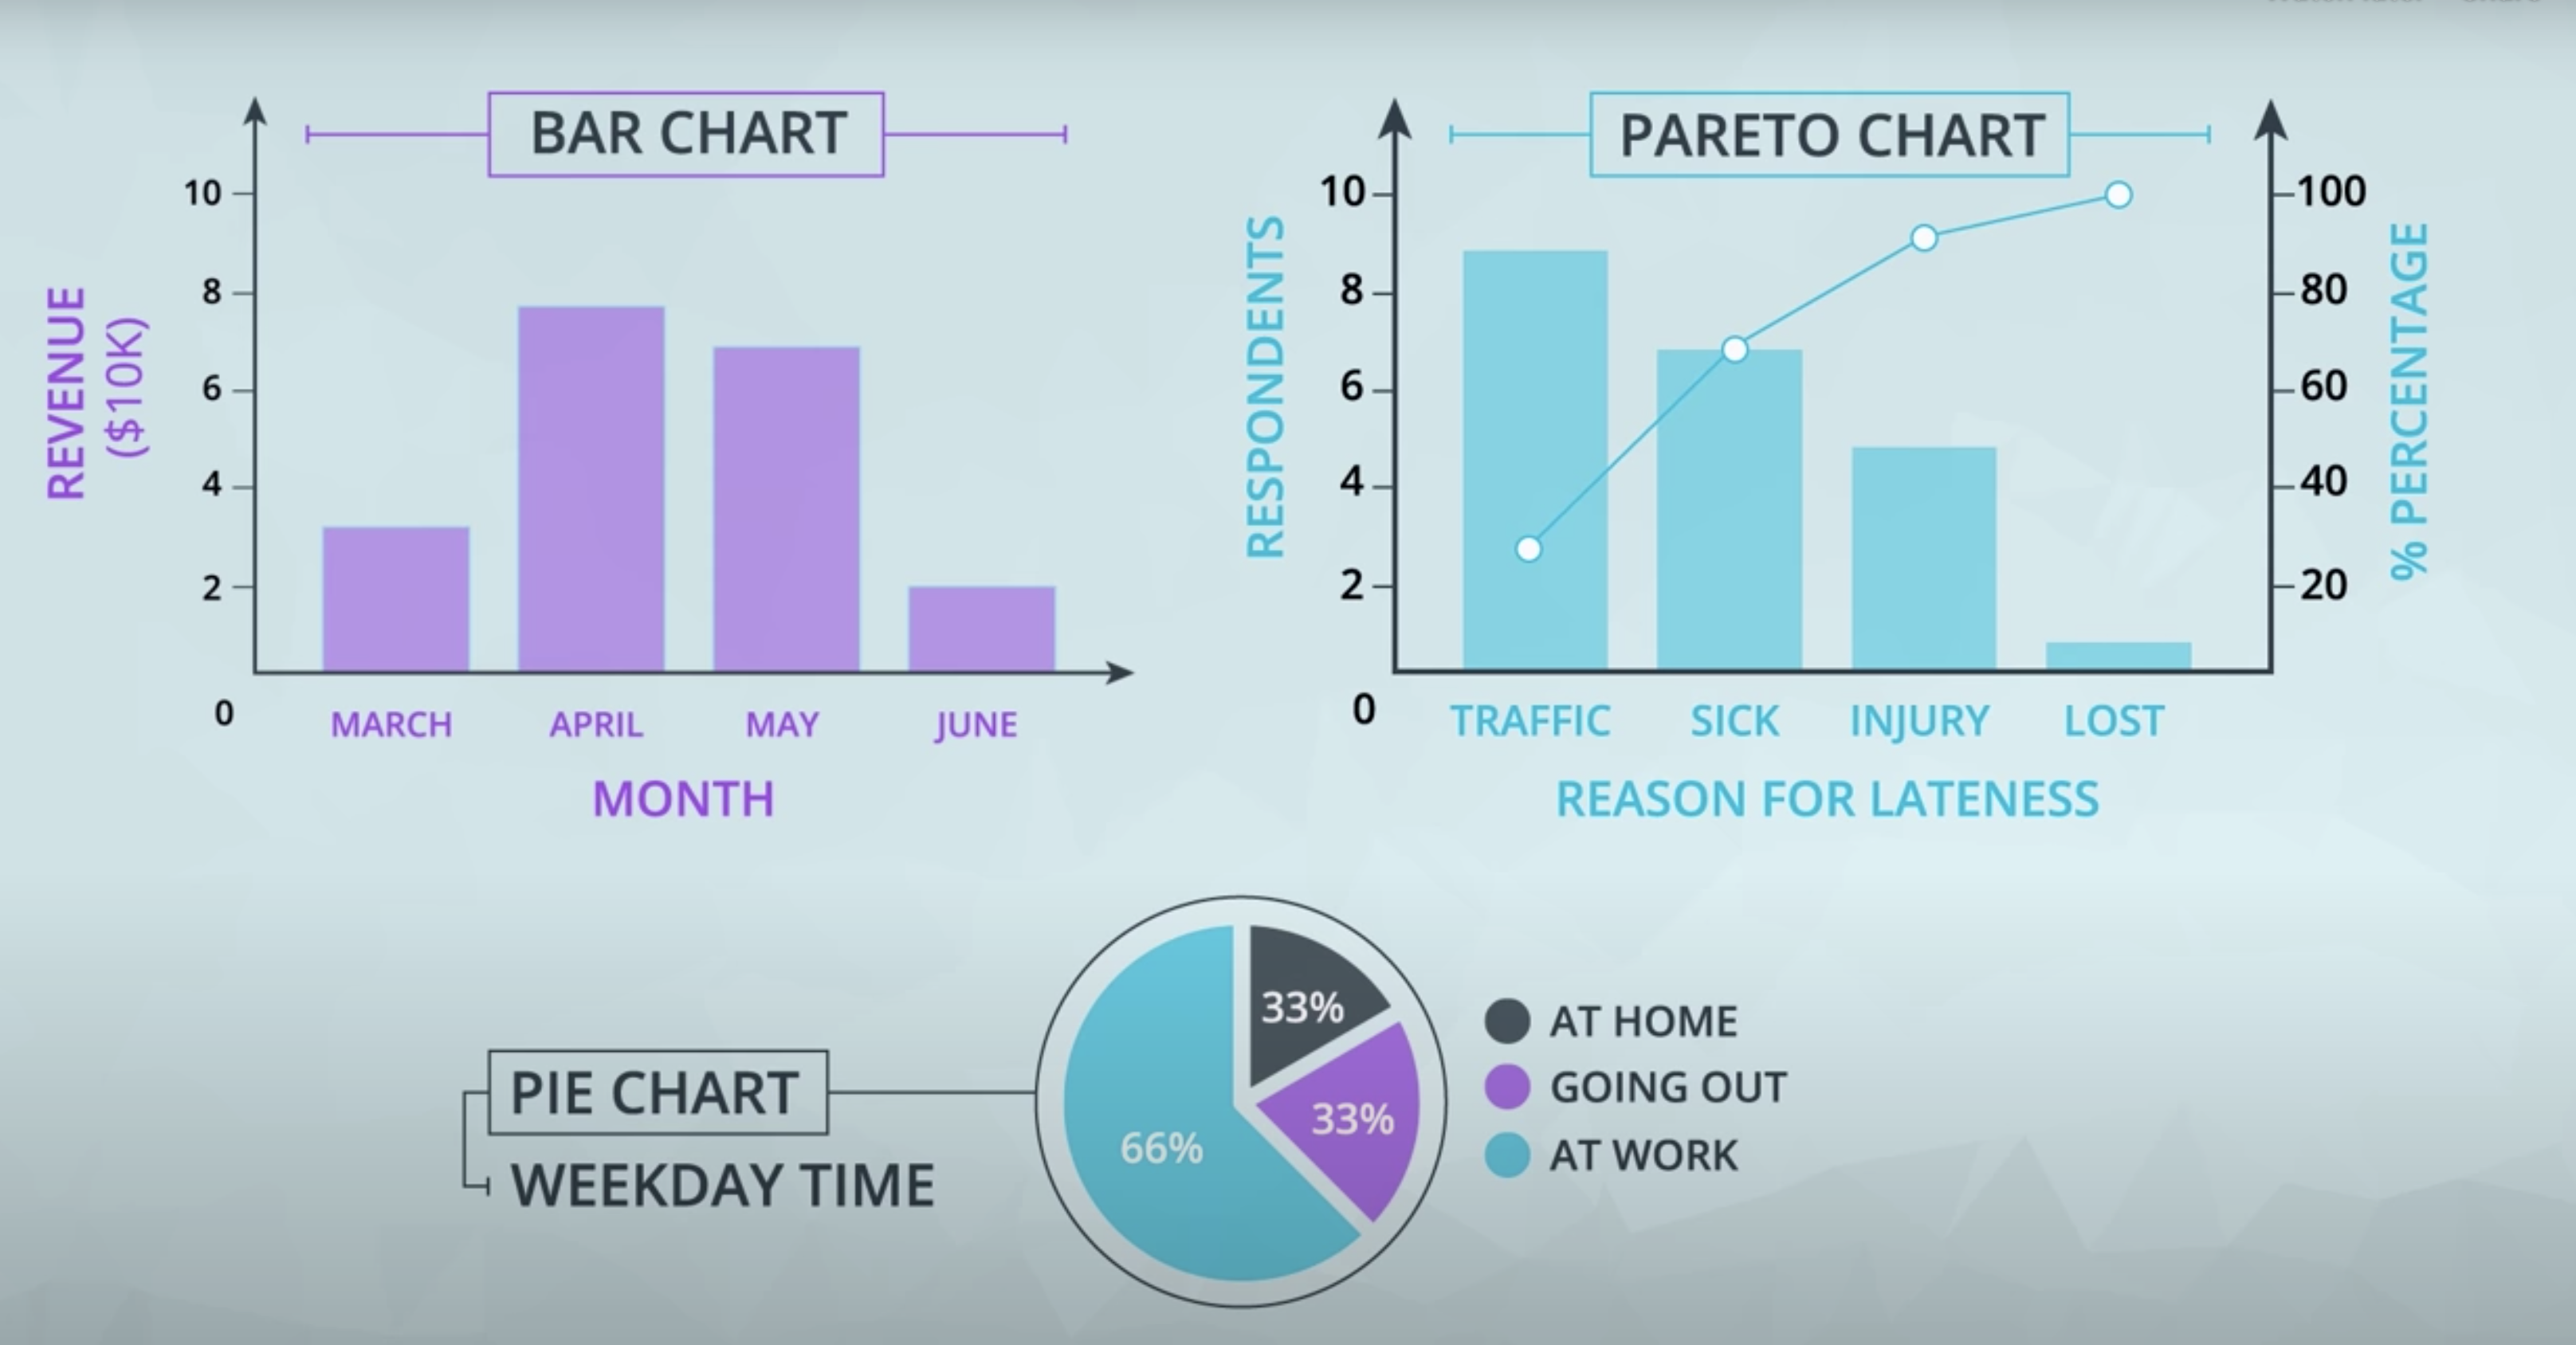 BAR CHART
REVENUE
($10K)
10
8
6
4
2
0
MARCH APRIL MAY JUNE
MONTH
PARETO CHART
RESPONDENTS
10
8
6
4
2
0
100
80
60
40
20
% PERCENTAGE
TRAFFIC SICK INJURY LOST
REASON FOR LATENESS
PIE CHART
WEEKDAY TIME
33%
33%
66%
AT HOME
GOING OUT
AT WORK